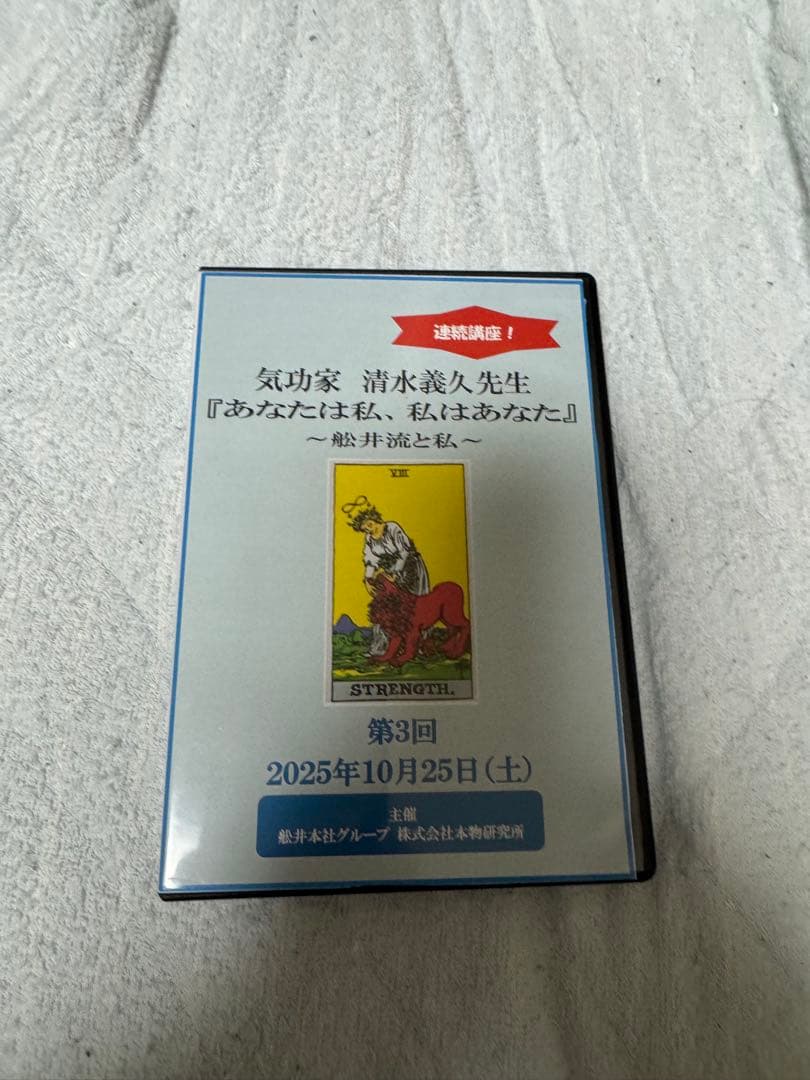 連続講座！
気功家 清水義久先生
『あなたは私、私はあなた』
～舩井流と私～
VIII
STRENGTH.
第3回
2025年10月25日（土）
主催
舩井本社グループ 株式会社本物研究所